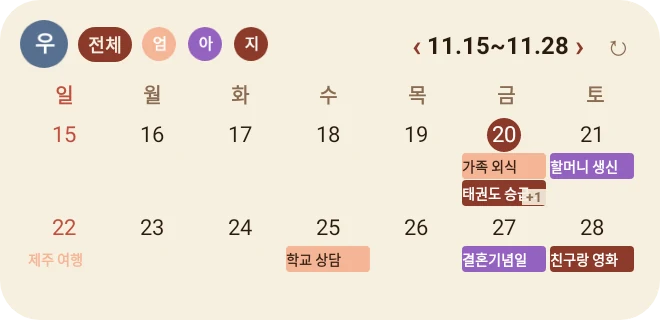 우 전체 엄 아 지 ‹ 11.15~11.28 ›
일 월 화 수 목 금 토
15 16 17 18 19 20 21
가족 외식 할머니 생신
태권도 +1
22 23 24 25 26 27 28
제주 여행 학교 상담 결혼기념일 친구랑 영화